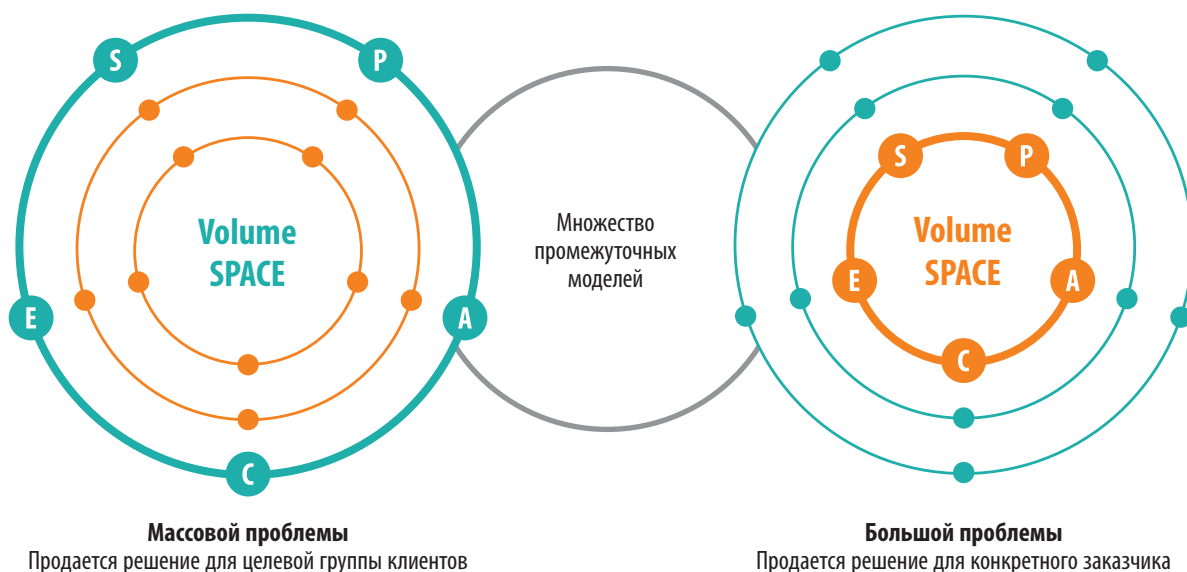 S
P
Volume
SPACE
E
A
C
Массовой проблемы
Продается решение для целевой группы клиентов
Множество
промежуточных
моделей
S
P
Volume
SPACE
E
A
C
Большой проблемы
Продается решение для конкретного заказчика